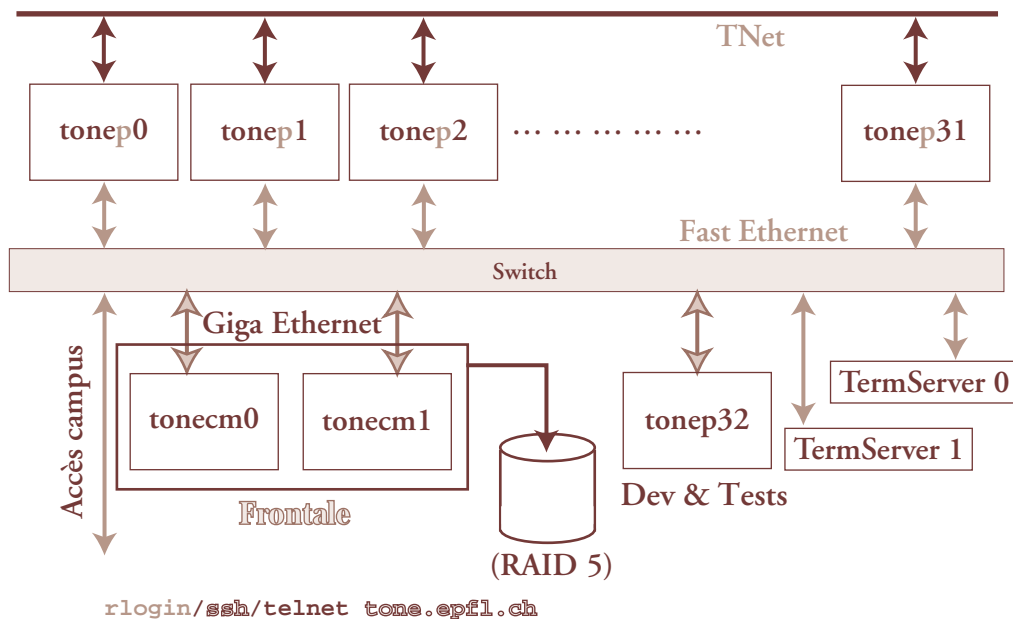 TNet
tonep0
tonep1
tonep2
... ... ... ... ...
tonep31
Fast Ethernet
Switch
Giga Ethernet
Accès campus
tonecm0
tonecm1
Frontale
(RAID 5)
tonep32
Dev & Tests
TermServer 0
TermServer 1
rlogin/ssh/telnet tone.epfl.ch